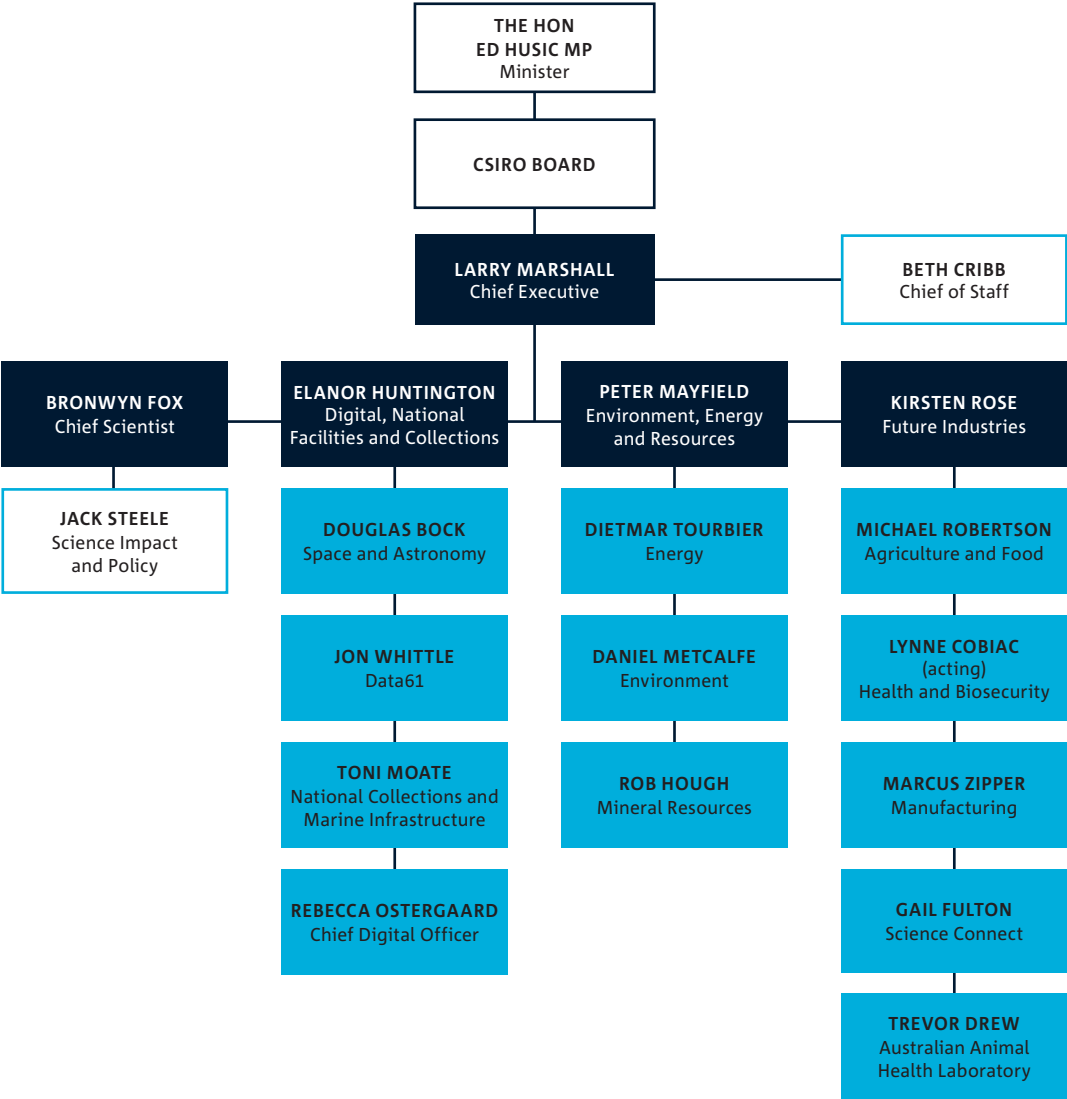 THE HON
ED HUSIC MP
Minister
CSIRO BOARD
LARRY MARSHALL
Chief Executive
BETH CRIBB
Chief of Staff
BRONWYN FOX
Chief Scientist
ELANOR HUNTINGTON
Digital, National
Facilities and Collections
PETER MAYFIELD
Environment, Energy
and Resources
KIRSTEN ROSE
Future Industries
JACK STEELE
Science Impact
and Policy
DOUGLAS BOCK
Space and Astronomy
DIETMAR TOURBIER
Energy
MICHAEL ROBERTSON
Agriculture and Food
JON WHITTLE
Data61
DANIEL METCALFE
Environment
LYNNE COBIAC
(acting)
Health and Biosecurity
TONI MOATE
National Collections and
Marine Infrastructure
ROB HOUGH
Mineral Resources
MARCUS ZIPPER
Manufacturing
REBECCA OSTERGAARD
Chief Digital Officer
GAIL FULTON
Science Connect
TREVOR DREW
Australian Animal
Health Laboratory